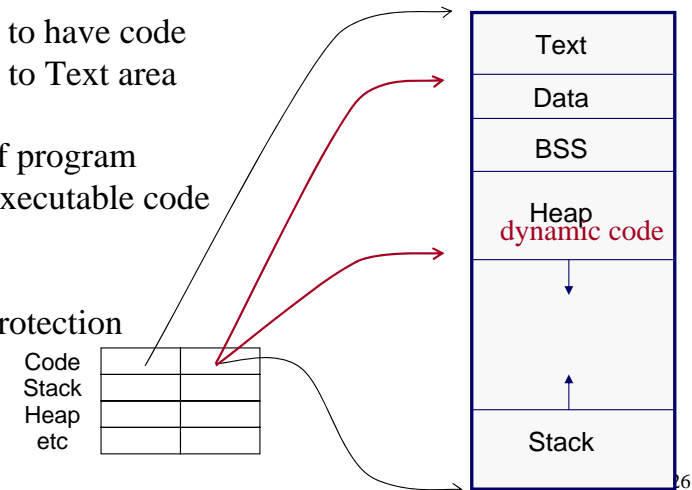 to have code
to Text area
f program
xecutable code
rotection
Code
Stack
Heap
etc
Text
Data
BSS
Heap
dynamic code
Stack
26